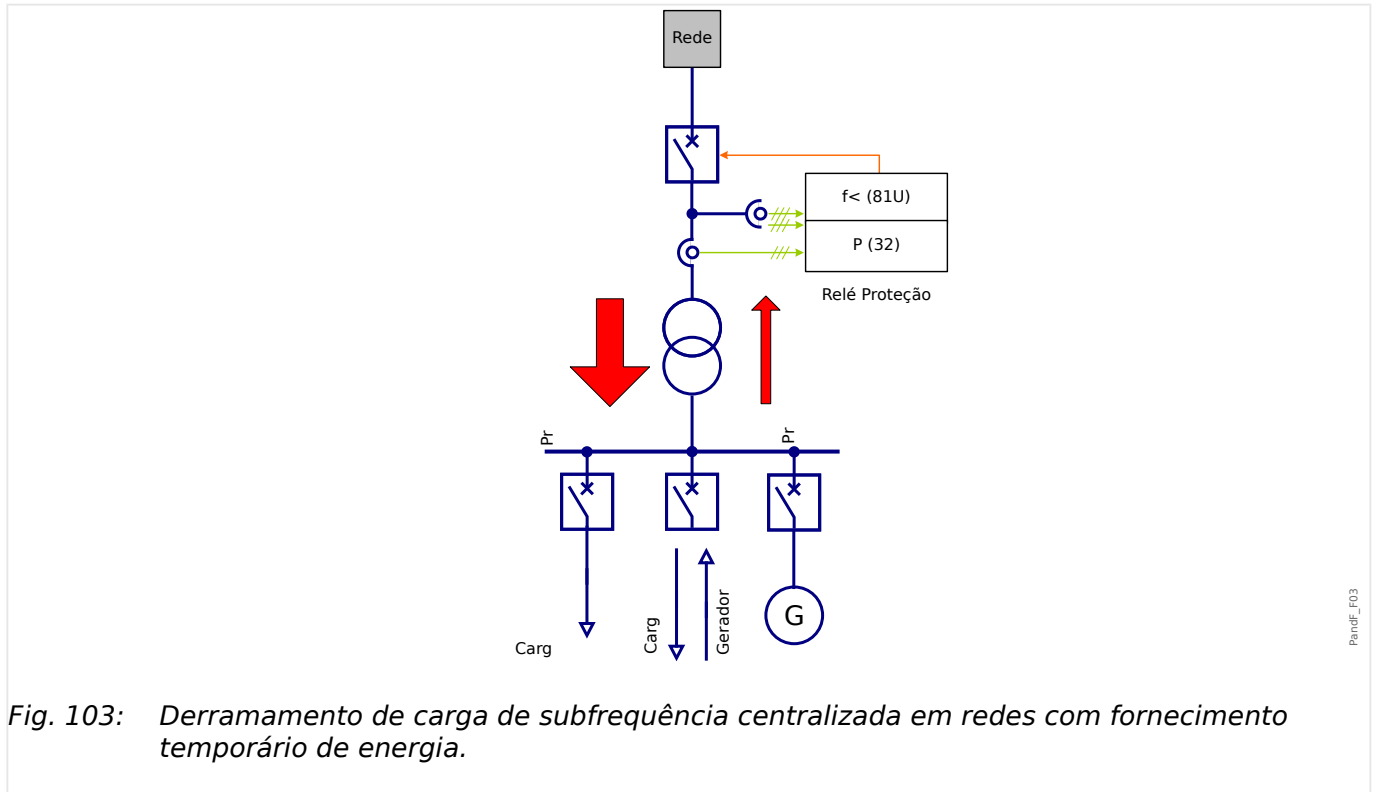 Rede
f< (81U)
P (32)
Relé Proteção
Pr
Pr
Carg
Carg
Gerador
G
PandF_F03
Fig. 103: Derramamento de carga de subfrequência centralizada em redes com fornecimento
temporário de energia.